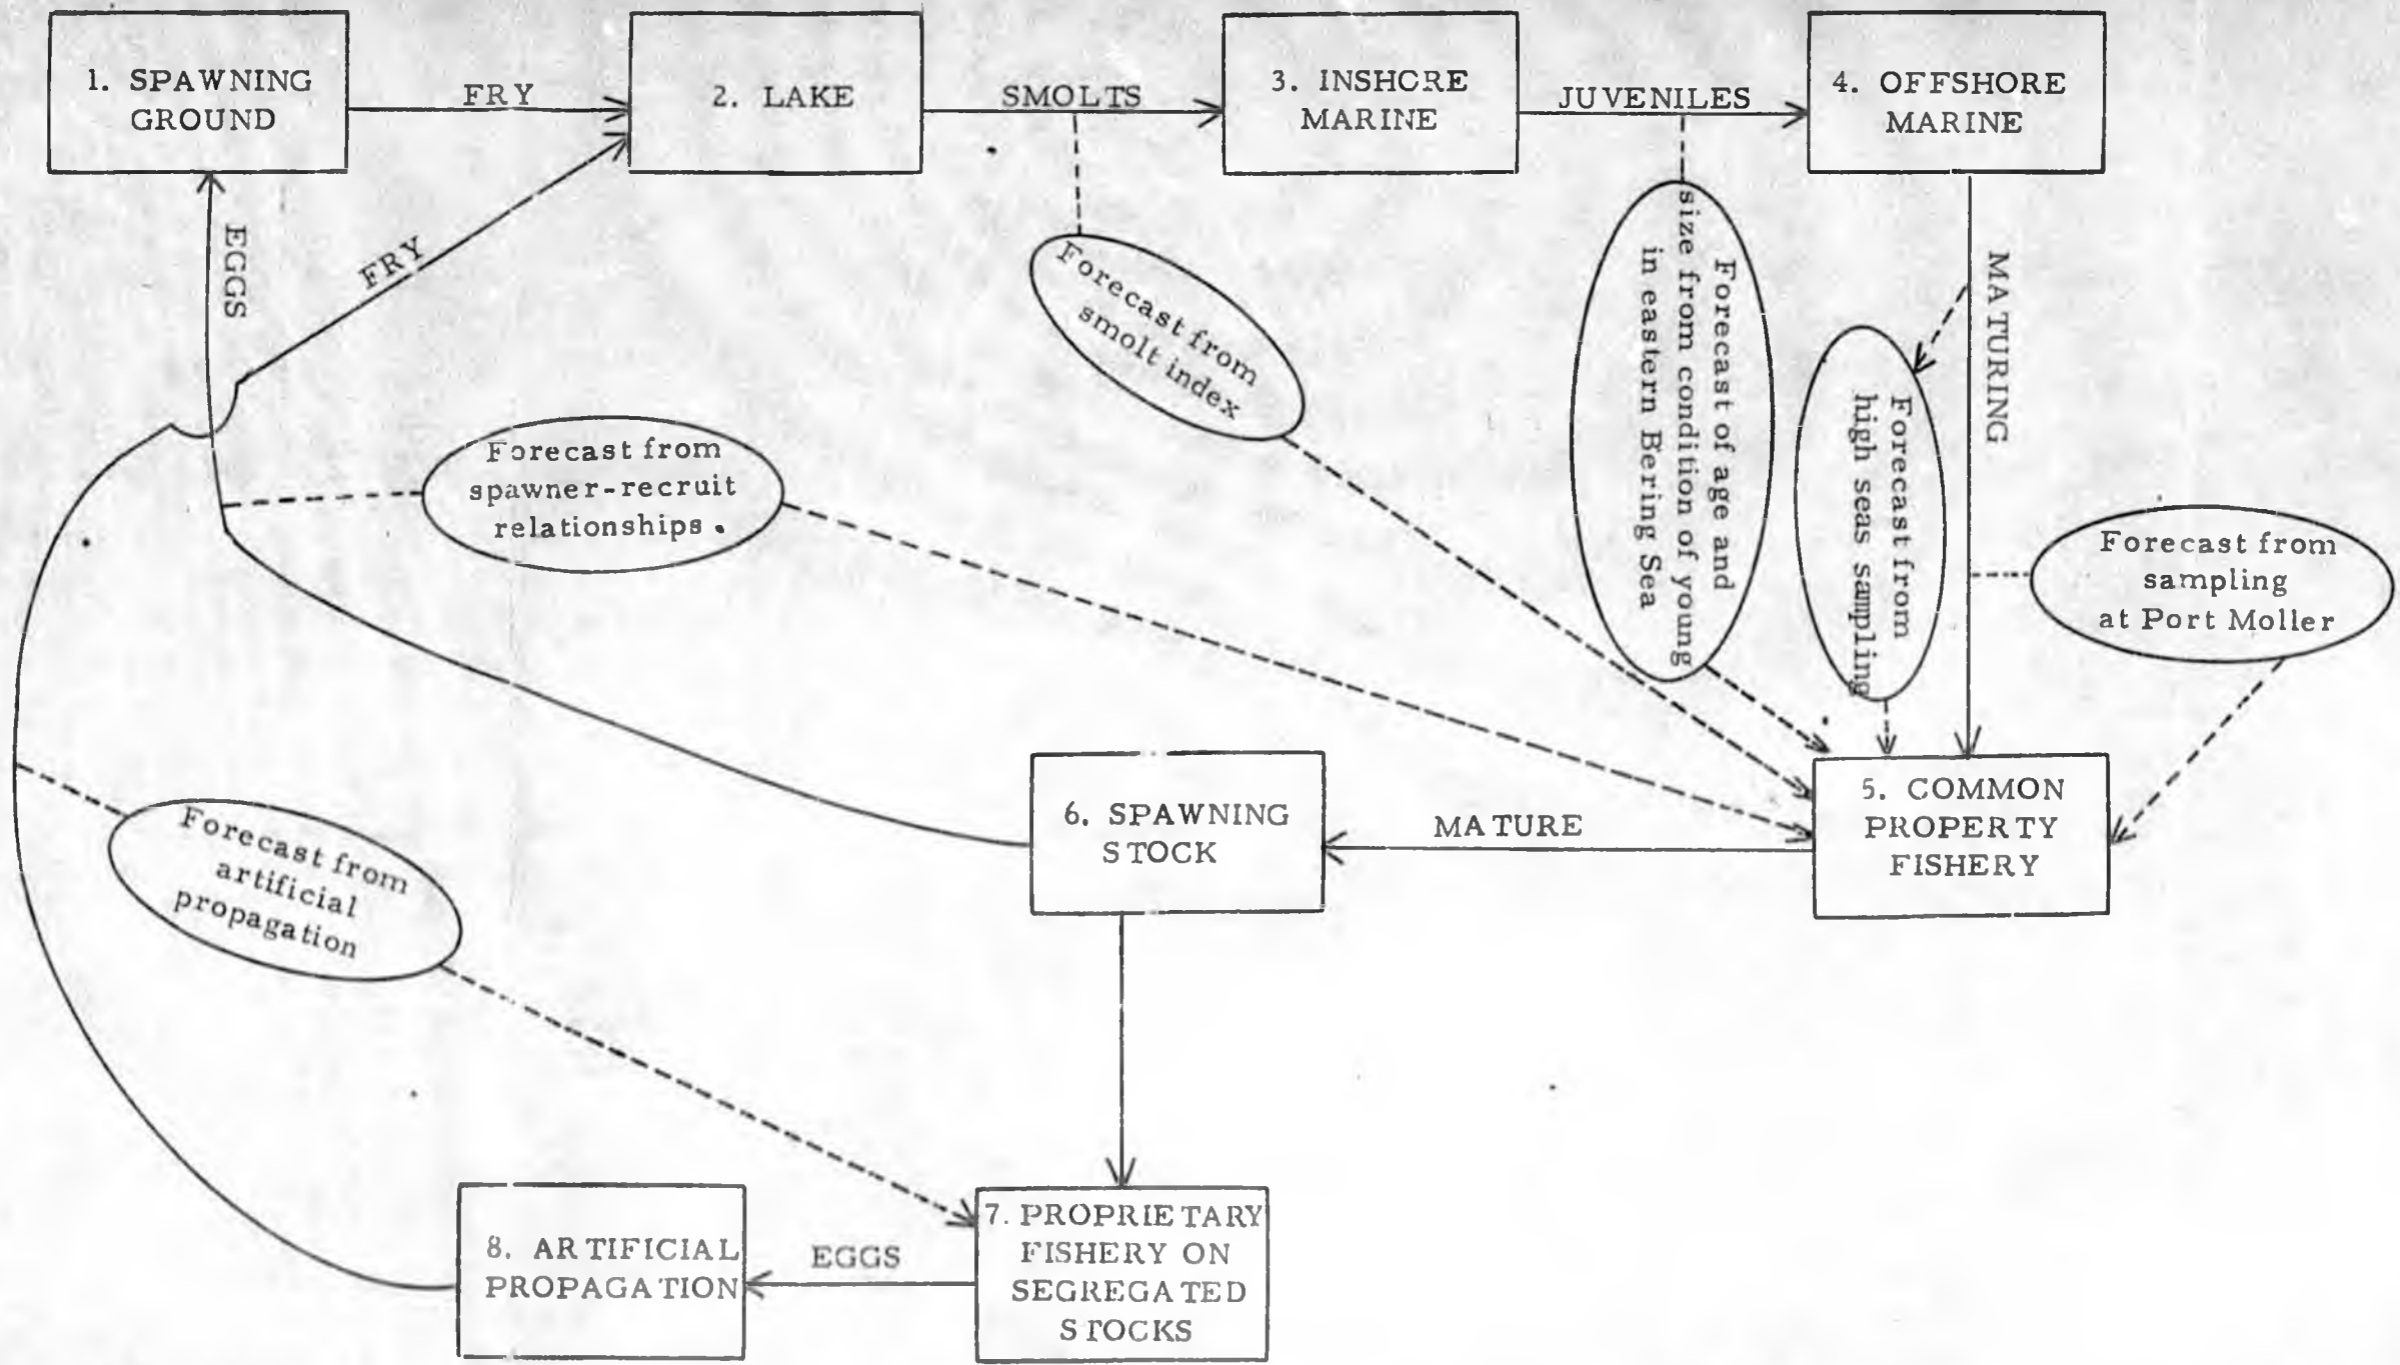 1. SPAWNING
GROUND
FRY
2. LAKE
SMOLTS
3. INSHORE
MARINE
JUVENILES
4. OFFSHORE
MARINE
EGGS
FRY
MATURING
Forecast from
smolt index
Forecast of age and
size from condition of young
in eastern Bering Sea
Forecast from
high seas sampling
Forecast from
sampling
at Port Moller
Forecast from
spawner-recruit
relationships.
5. COMMON
PROPERTY
FISHERY
MATURE
6. SPAWNING
STOCK
Forecast from
artificial
propagation
7. PROPRIETARY
FISHERY ON
SEGREGATED
STOCKS
EGGS
8. ARTIFICIAL
PROPAGATION